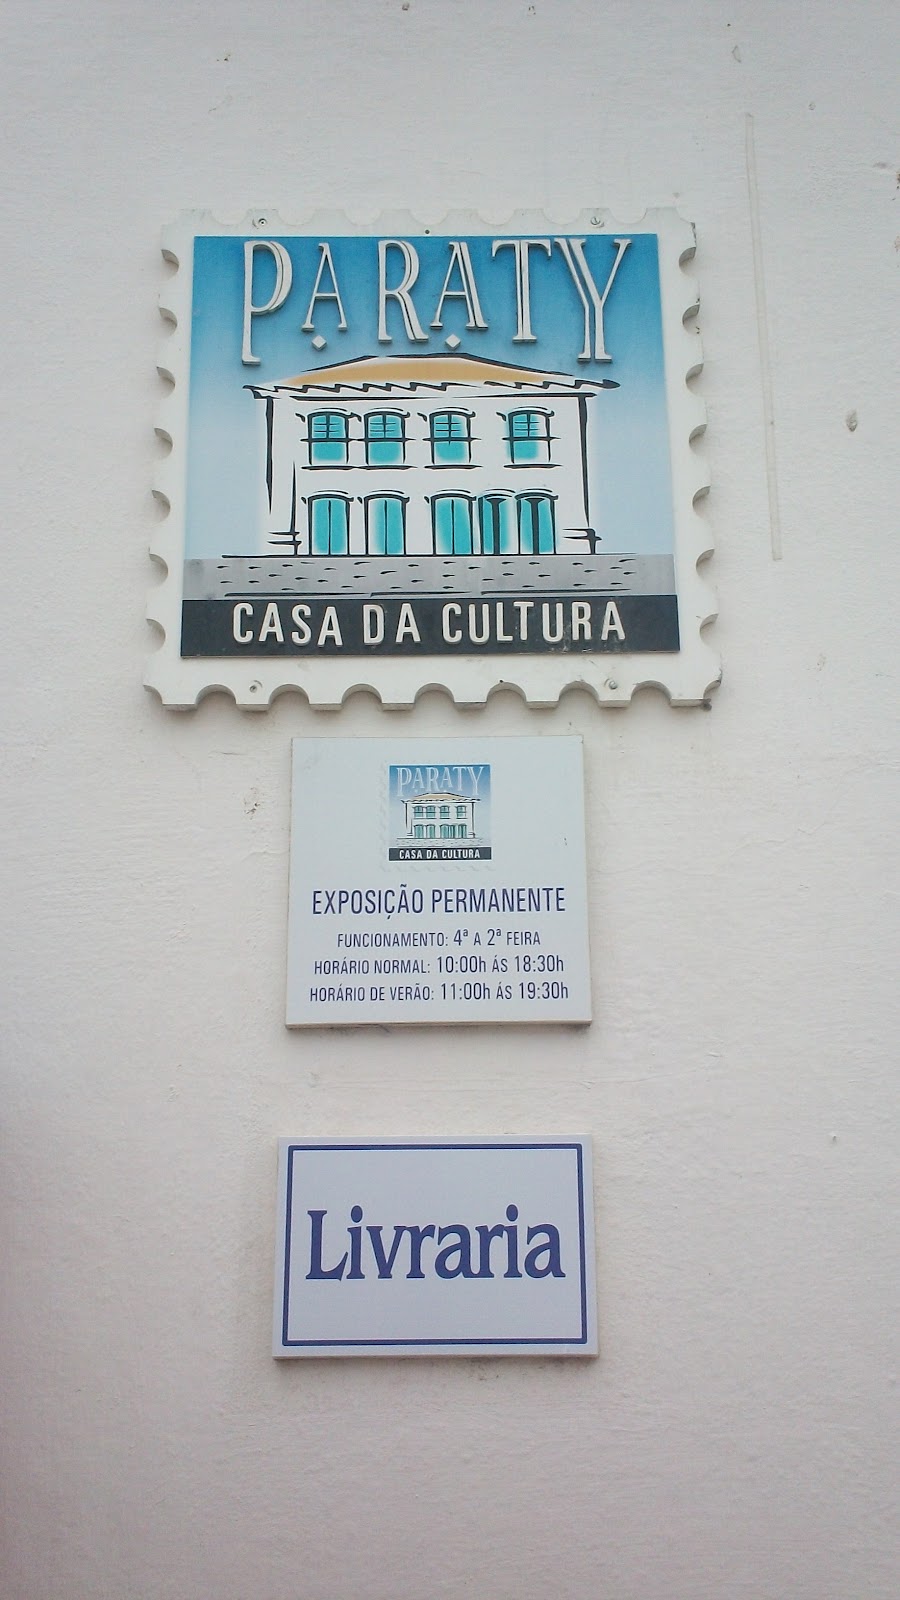 PARATY
CASA DA CULTURA
PARATY
CASA DA CULTURA
EXPOSIÇÃO PERMANENTE
FUNCIONAMENTO: 4ª A 2ª FEIRA
HORÁRIO NORMAL: 10:00h ÁS 18:30h
HORÁRIO DE VERÃO: 11:00h ÁS 19:30h
Livraria